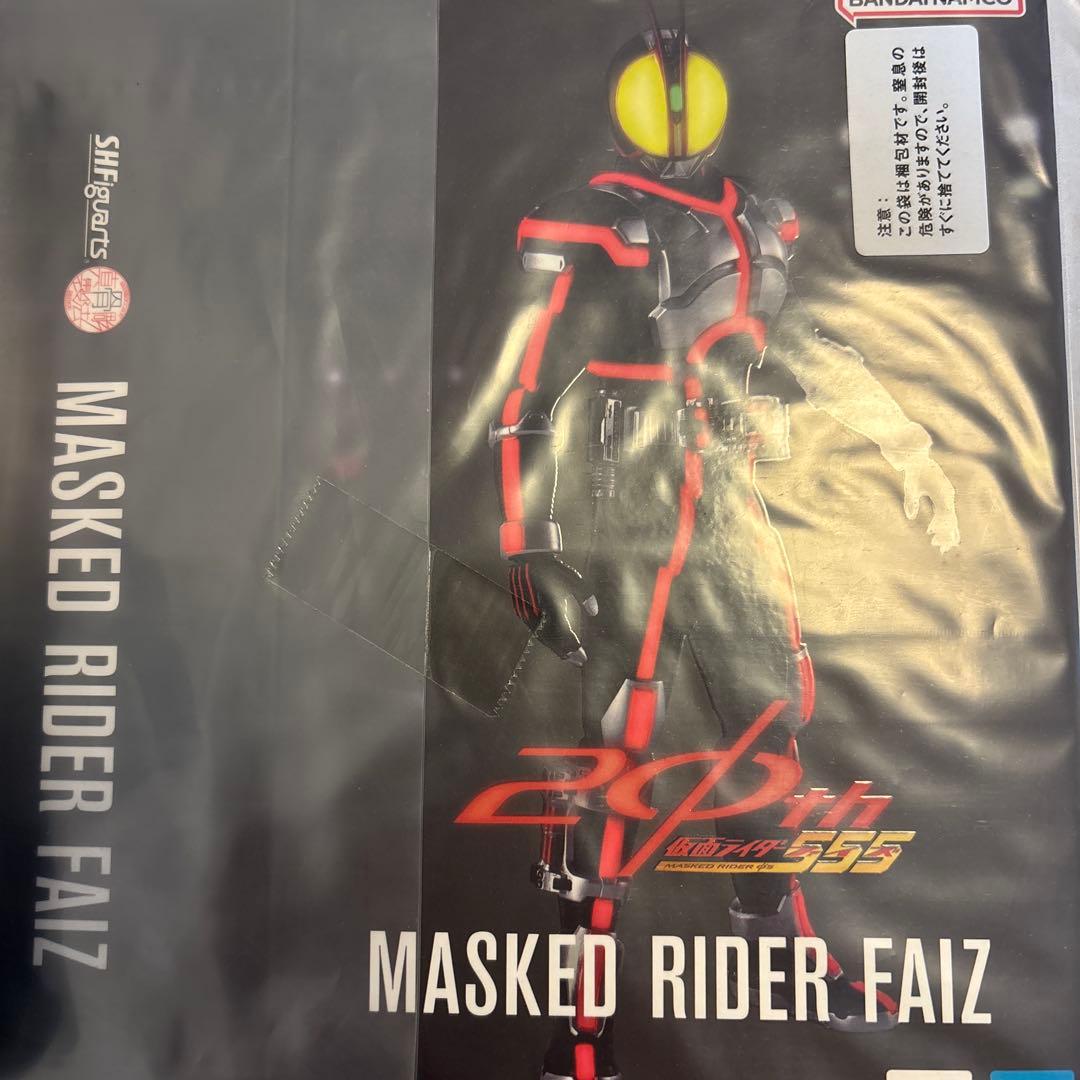 BANDAI NAMCO
注意：
この袋は梱包材です。窒息の
危険がありますので、開封後は
すぐに捨ててください。
S.H.Figuarts
真骨彫製法
MASKED RIDER FAIZ
20th
仮面ライダー555
MASKED RIDER φ's
MASKED RIDER FAIZ